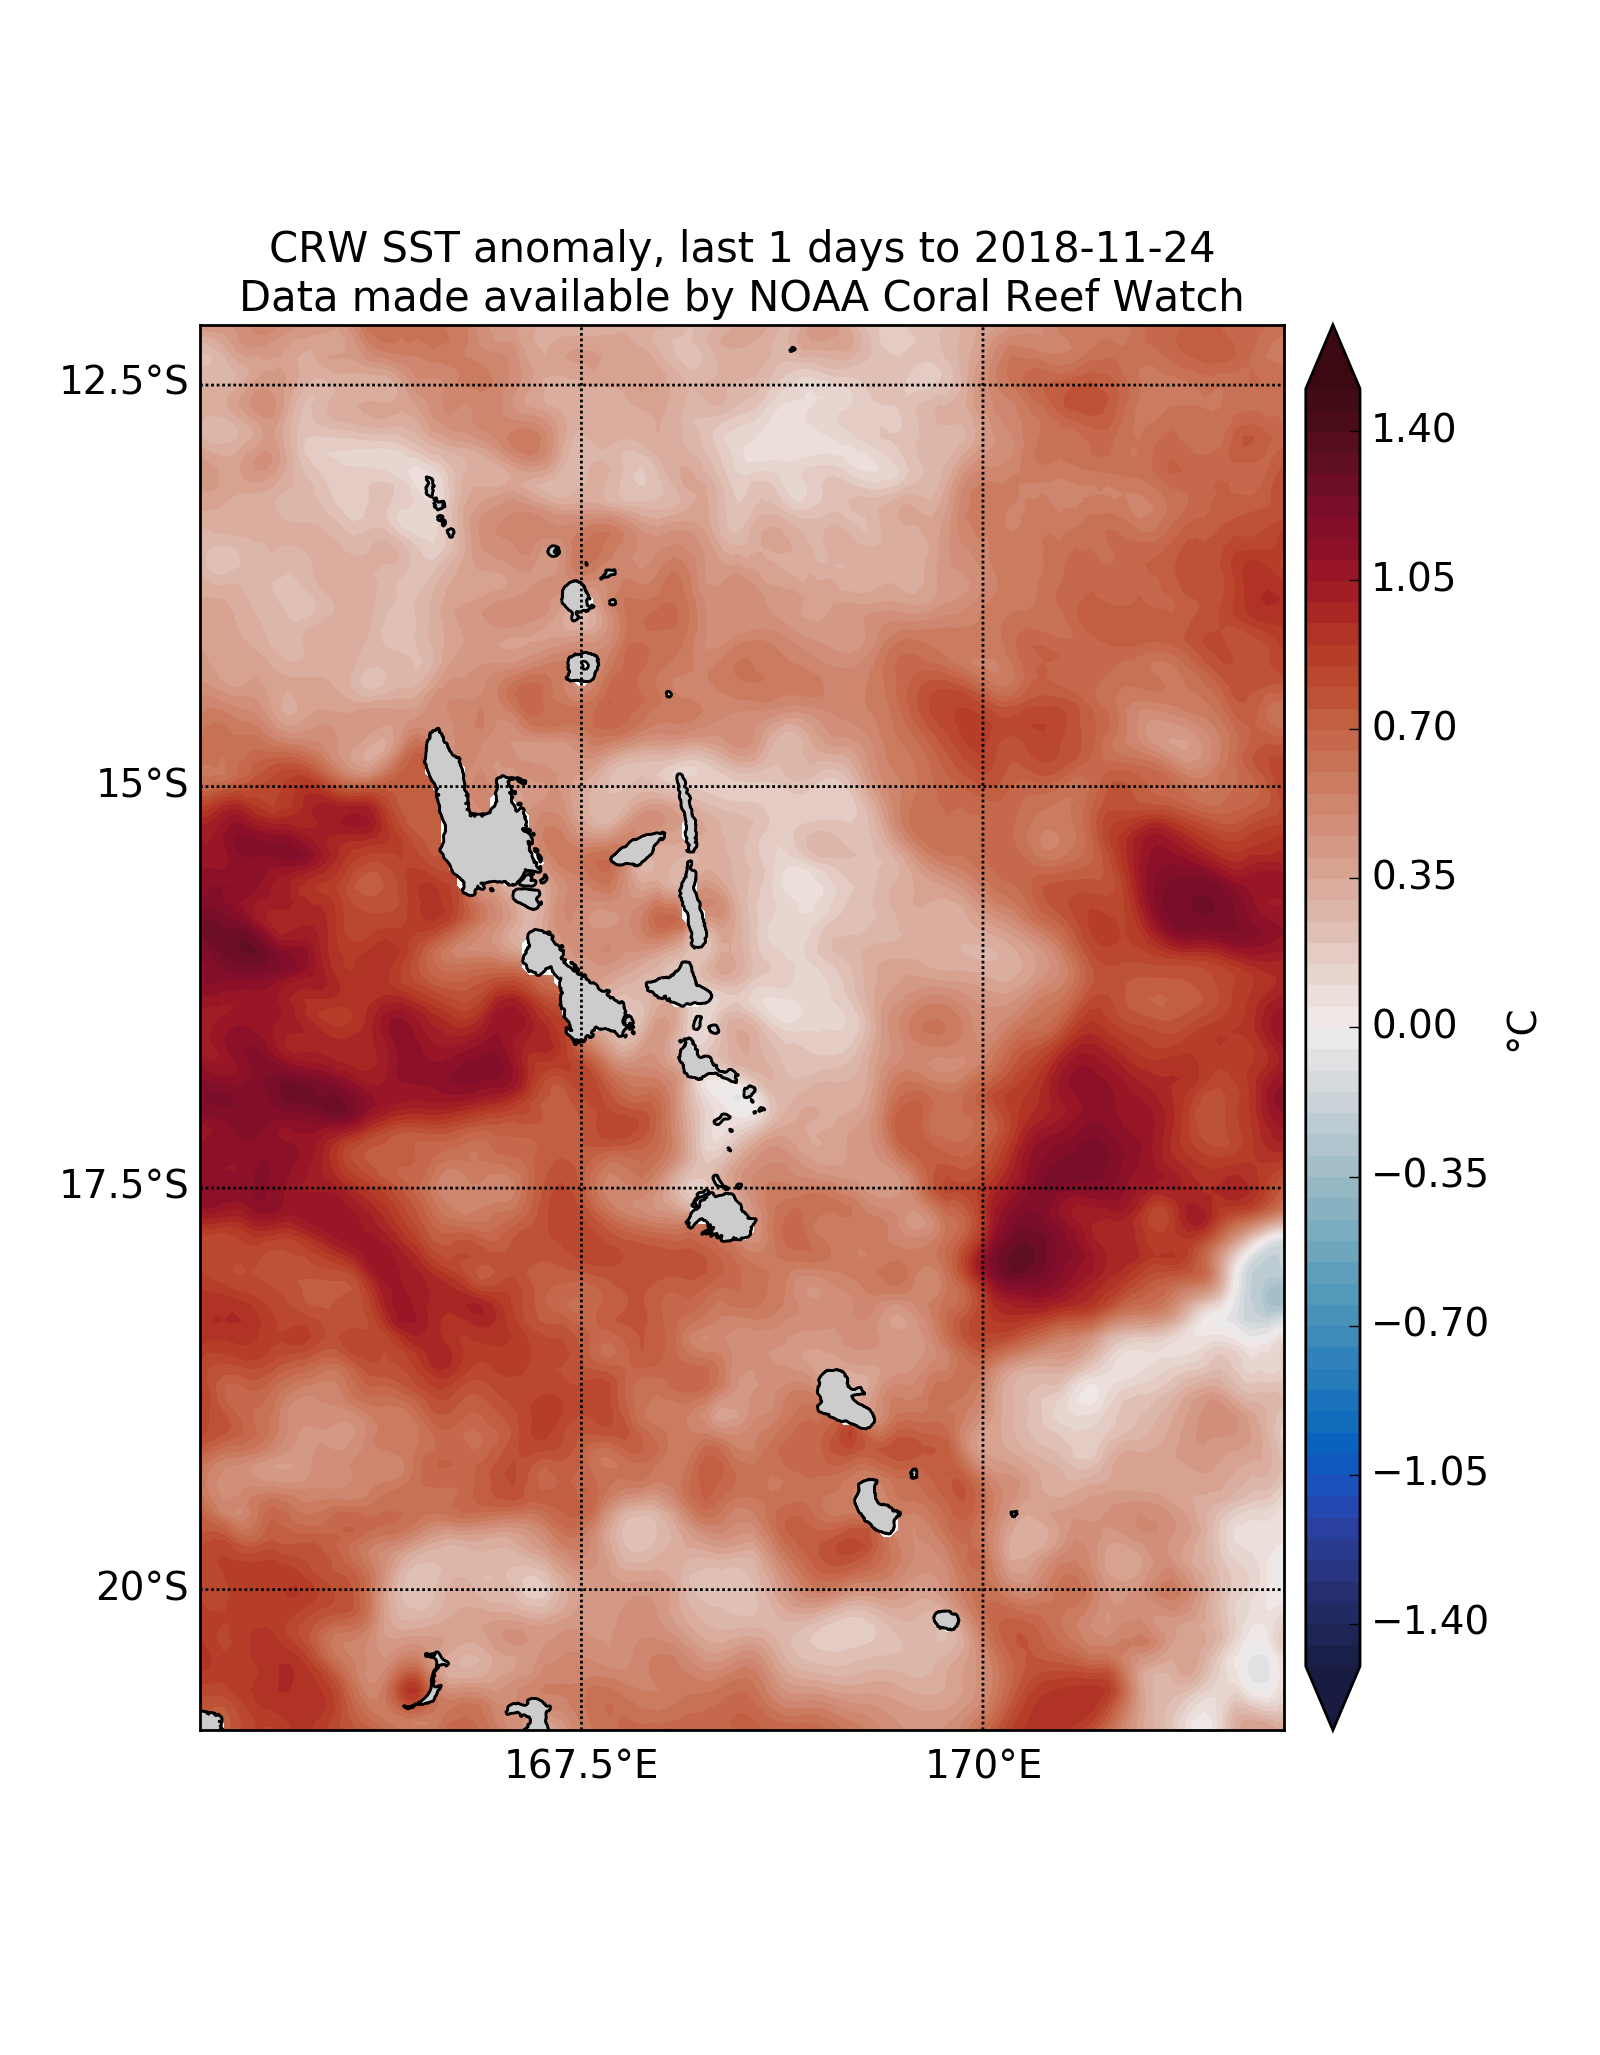 CRW SST anomaly, last 1 days to 2018-11-24
Data made available by NOAA Coral Reef Watch
12.5°S
15°S
17.5°S
20°S
167.5°E
170°E
1.40
1.05
0.70
0.35
0.00
−0.35
−0.70
−1.05
−1.40
°C